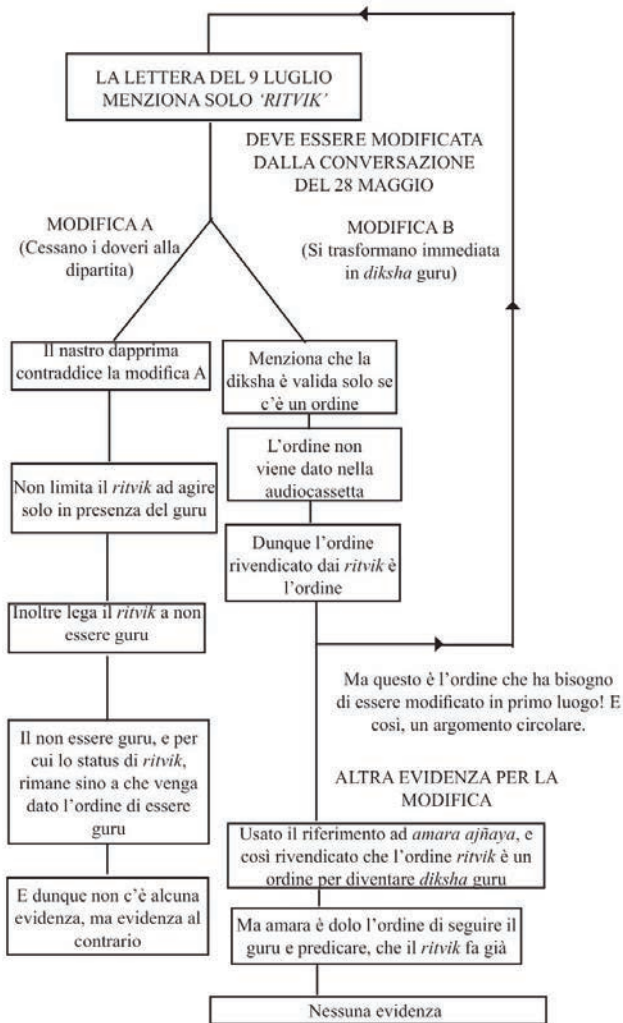 LA LETTERA DEL 9 LUGLIO
MENZIONA SOLO ‘RITVIK’
DEVE ESSERE MODIFICATA
DALLA CONVERSAZIONE
DEL 28 MAGGIO
MODIFICA A
(Cessano i doveri alla
dipartita)
MODIFICA B
(Si trasformano immediata
in diksha guru)
Il nastro dapprima
contraddice la modifica A
Non limita il ritvik ad agire
solo in presenza del guru
Inoltre lega il ritvik a non
essere guru
Il non essere guru, e per
cui lo status di ritvik,
rimane sino a che venga
dato l’ordine di essere
guru
E dunque non c’è alcuna
evidenza, ma evidenza al
contrario
Menziona che la
diksha è valida solo se
c’è un ordine
L’ordine non
viene dato nella
audiocassetta
Dunque l’ordine
rivendicato dai ritvik è
l’ordine
Ma questo è l’ordine che ha bisogno
di essere modificato in primo luogo! E
così, un argomento circolare.
ALTRA EVIDENZA PER LA
MODIFICA
Usato il riferimento ad amara ajñaya, e
così rivendicato che l’ordine ritvik è un
ordine per diventare diksha guru
Ma amara è dolo l’ordine di seguire il
guru e predicare, che il ritvik fa già
Nessuna evidenza